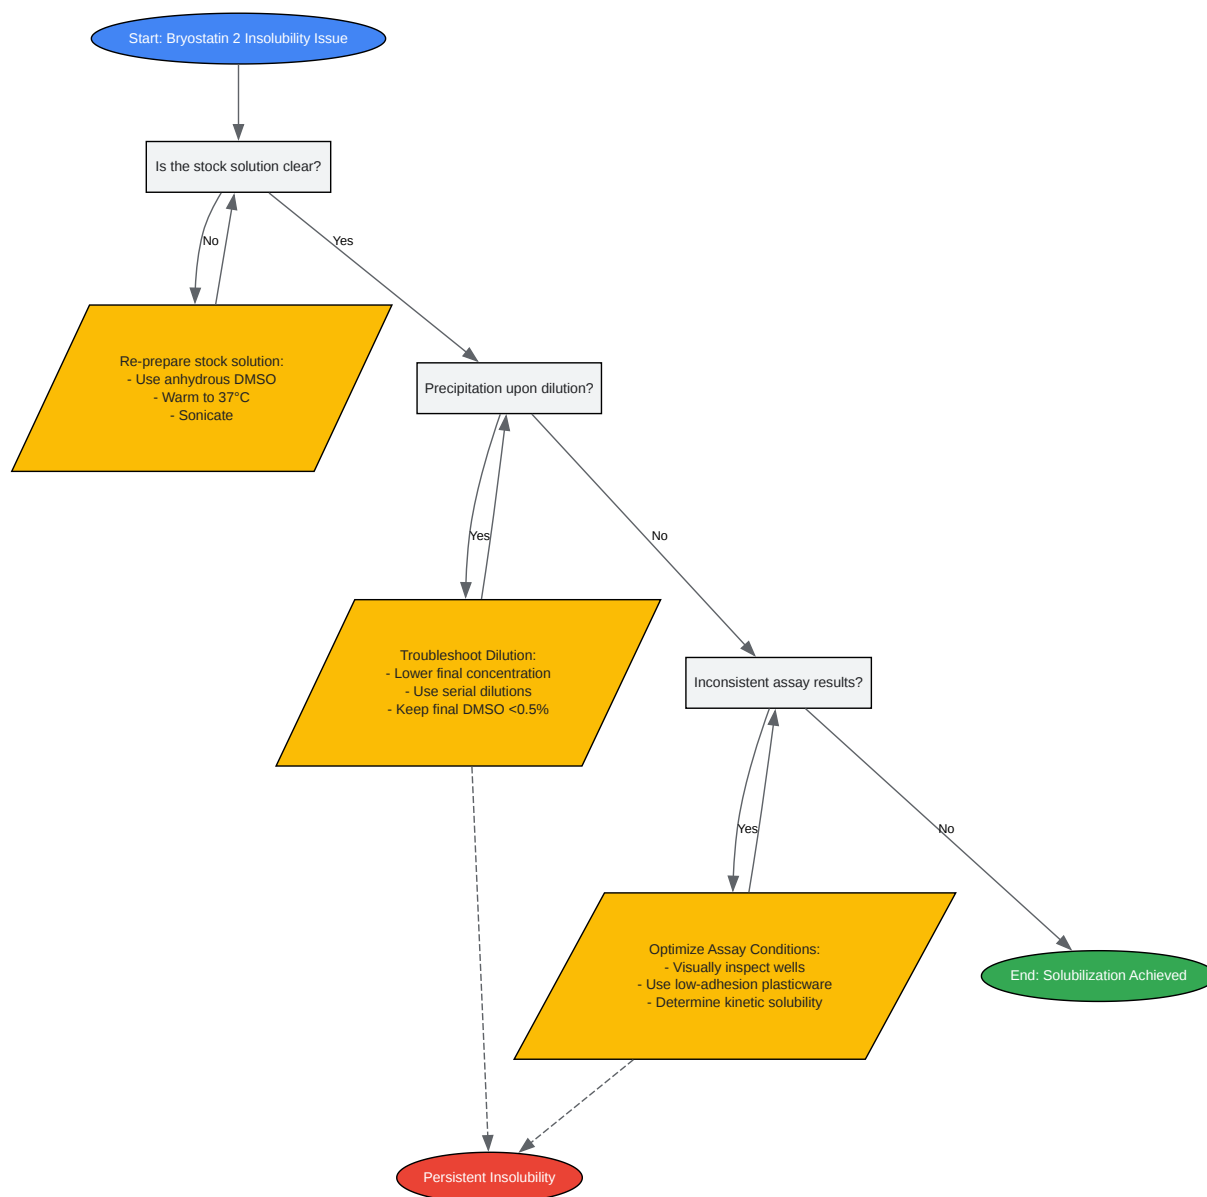 Start: Bryostatin 2 Insolubility Issue
Is the stock solution clear?
No
Yes
Re-prepare stock solution:
- Use anhydrous DMSO
- Warm to 37°C
- Sonicate
Precipitation upon dilution?
Yes
No
Troubleshoot Dilution:
- Lower final concentration
- Use serial dilutions
- Keep final DMSO <0.5%
Inconsistent assay results?
Yes
No
Optimize Assay Conditions:
- Visually inspect wells
- Use low-adhesion plasticware
- Determine kinetic solubility
End: Solubilization Achieved
Persistent Insolubility